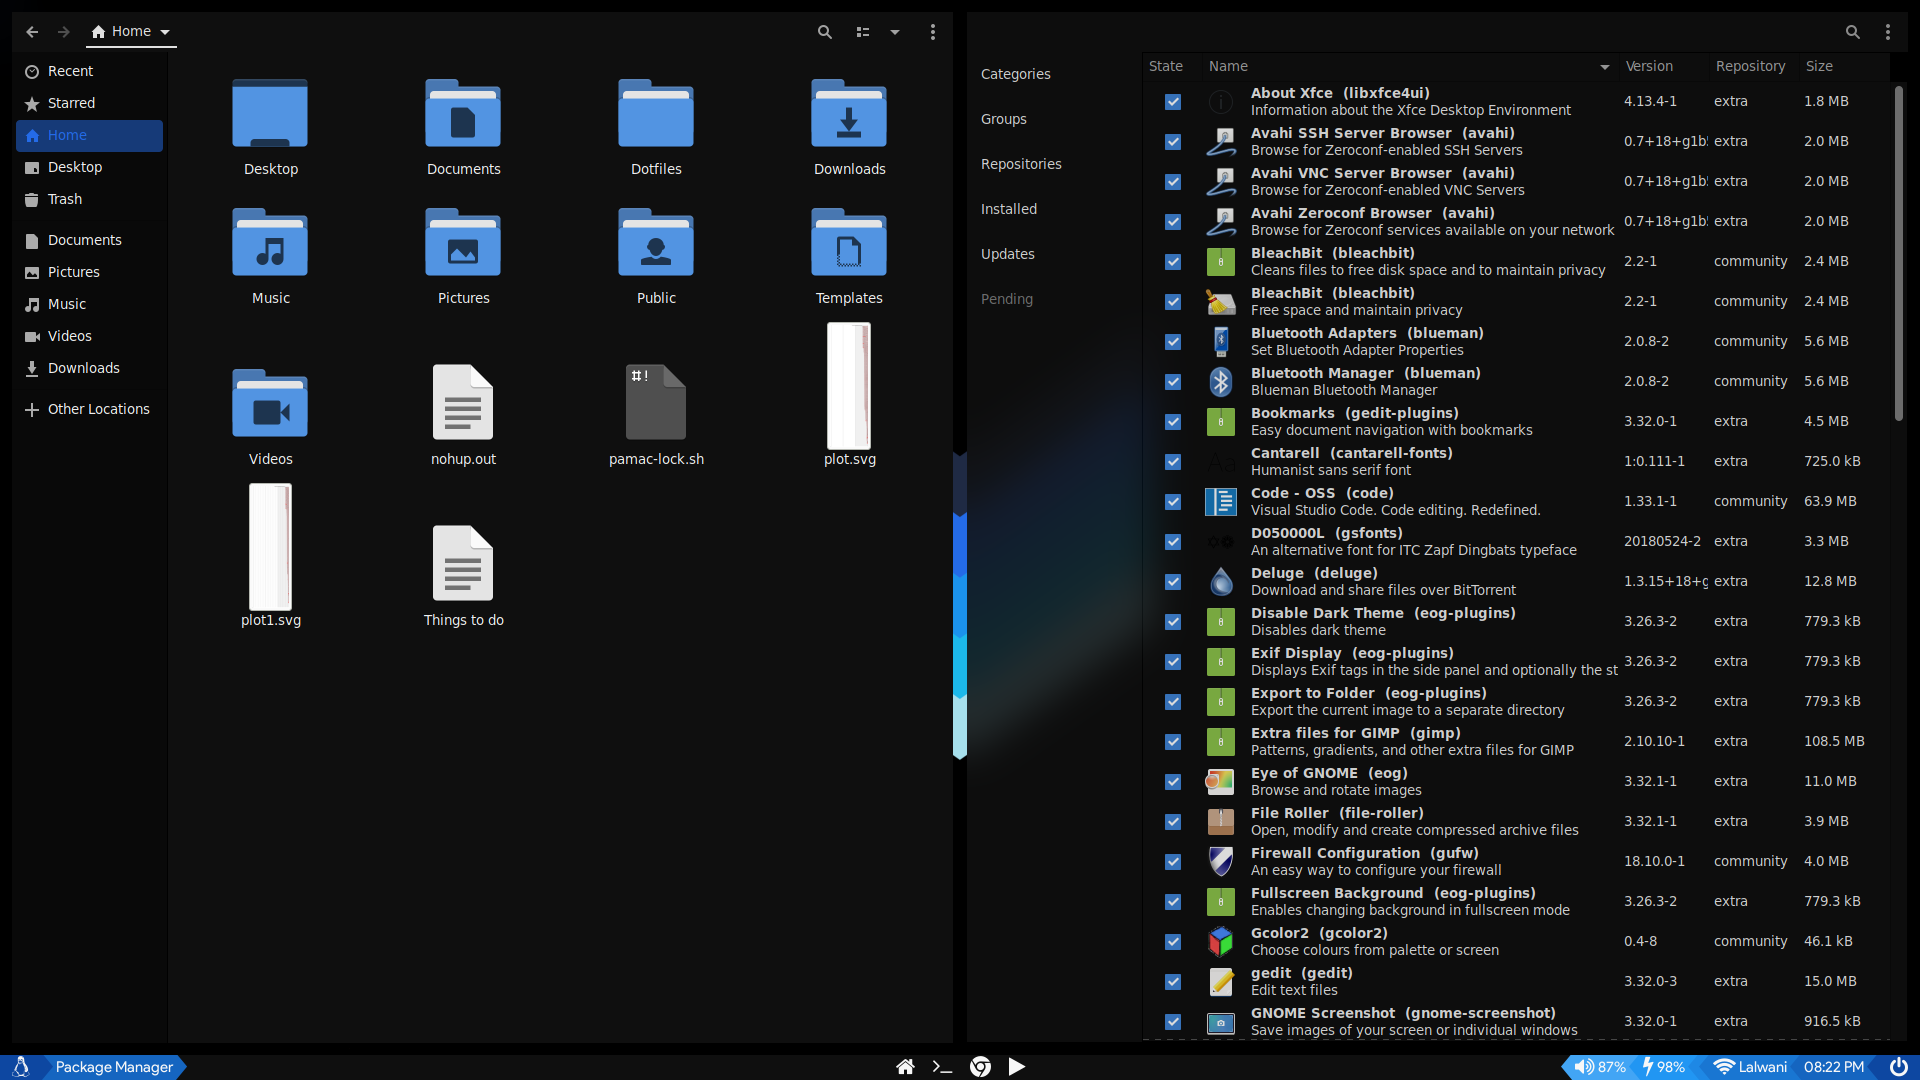 Home
Recent
Starred
Home
Desktop
Trash
Documents
Pictures
Music
Videos
Downloads
Other Locations
Desktop
Documents
Dotfiles
Downloads
Music
Pictures
Public
Templates
#!
Videos
nohup.out
pamac-lock.sh
plot.svg
plot1.svg
Things to do
Categories
Groups
Repositories
Installed
Updates
Pending
State Name Version Repository Size
About Xfce (libxfce4ui)
Information about the Xfce Desktop Environment
4.13.4-1 extra 1.8 MB
Avahi SSH Server Browser (avahi)
Browse for Zeroconf-enabled SSH Servers
0.7+18+g1b extra 2.0 MB
Avahi VNC Server Browser (avahi)
Browse for Zeroconf-enabled VNC Servers
0.7+18+g1b extra 2.0 MB
Avahi Zeroconf Browser (avahi)
Browse for Zeroconf services available on your network
0.7+18+g1b extra 2.0 MB
BleachBit (bleachbit)
Cleans files to free disk space and to maintain privacy
2.2-1 community 2.4 MB
BleachBit (bleachbit)
Free space and maintain privacy
2.2-1 community 2.4 MB
Bluetooth Adapters (blueman)
Set Bluetooth Adapter Properties
2.0.8-2 community 5.6 MB
Bluetooth Manager (blueman)
Blueman Bluetooth Manager
2.0.8-2 community 5.6 MB
Bookmarks (gedit-plugins)
Easy document navigation with bookmarks
3.32.0-1 extra 4.5 MB
Aa
Cantarell (cantarell-fonts)
Humanist sans serif font
1:0.111-1 extra 725.0 kB
Code - OSS (code)
Visual Studio Code. Code editing. Redefined.
1.33.1-1 community 63.9 MB
D050000L (gsfonts)
An alternative font for ITC Zapf Dingbats typeface
20180524-2 extra 3.3 MB
Deluge (deluge)
Download and share files over BitTorrent
1.3.15+18+g extra 12.8 MB
Disable Dark Theme (eog-plugins)
Disables dark theme
3.26.3-2 extra 779.3 kB
Exif Display (eog-plugins)
Displays Exif tags in the side panel and optionally the st
3.26.3-2 extra 779.3 kB
Export to Folder (eog-plugins)
Export the current image to a separate directory
3.26.3-2 extra 779.3 kB
Extra files for GIMP (gimp)
Patterns, gradients, and other extra files for GIMP
2.10.10-1 extra 108.5 MB
Eye of GNOME (eog)
Browse and rotate images
3.32.1-1 extra 11.0 MB
File Roller (file-roller)
Open, modify and create compressed archive files
3.32.1-1 extra 3.9 MB
Firewall Configuration (gufw)
An easy way to configure your firewall
18.10.0-1 community 4.0 MB
Fullscreen Background (eog-plugins)
Enables changing background in fullscreen mode
3.26.3-2 extra 779.3 kB
Gcolor2 (gcolor2)
Choose colours from palette or screen
0.4-8 community 46.1 kB
gedit (gedit)
Edit text files
3.32.0-3 extra 15.0 MB
GNOME Screenshot (gnome-screenshot)
Save images of your screen or individual windows
3.32.0-1 extra 916.5 kB
Package Manager
87% 98% Lalwani 08:22 PM